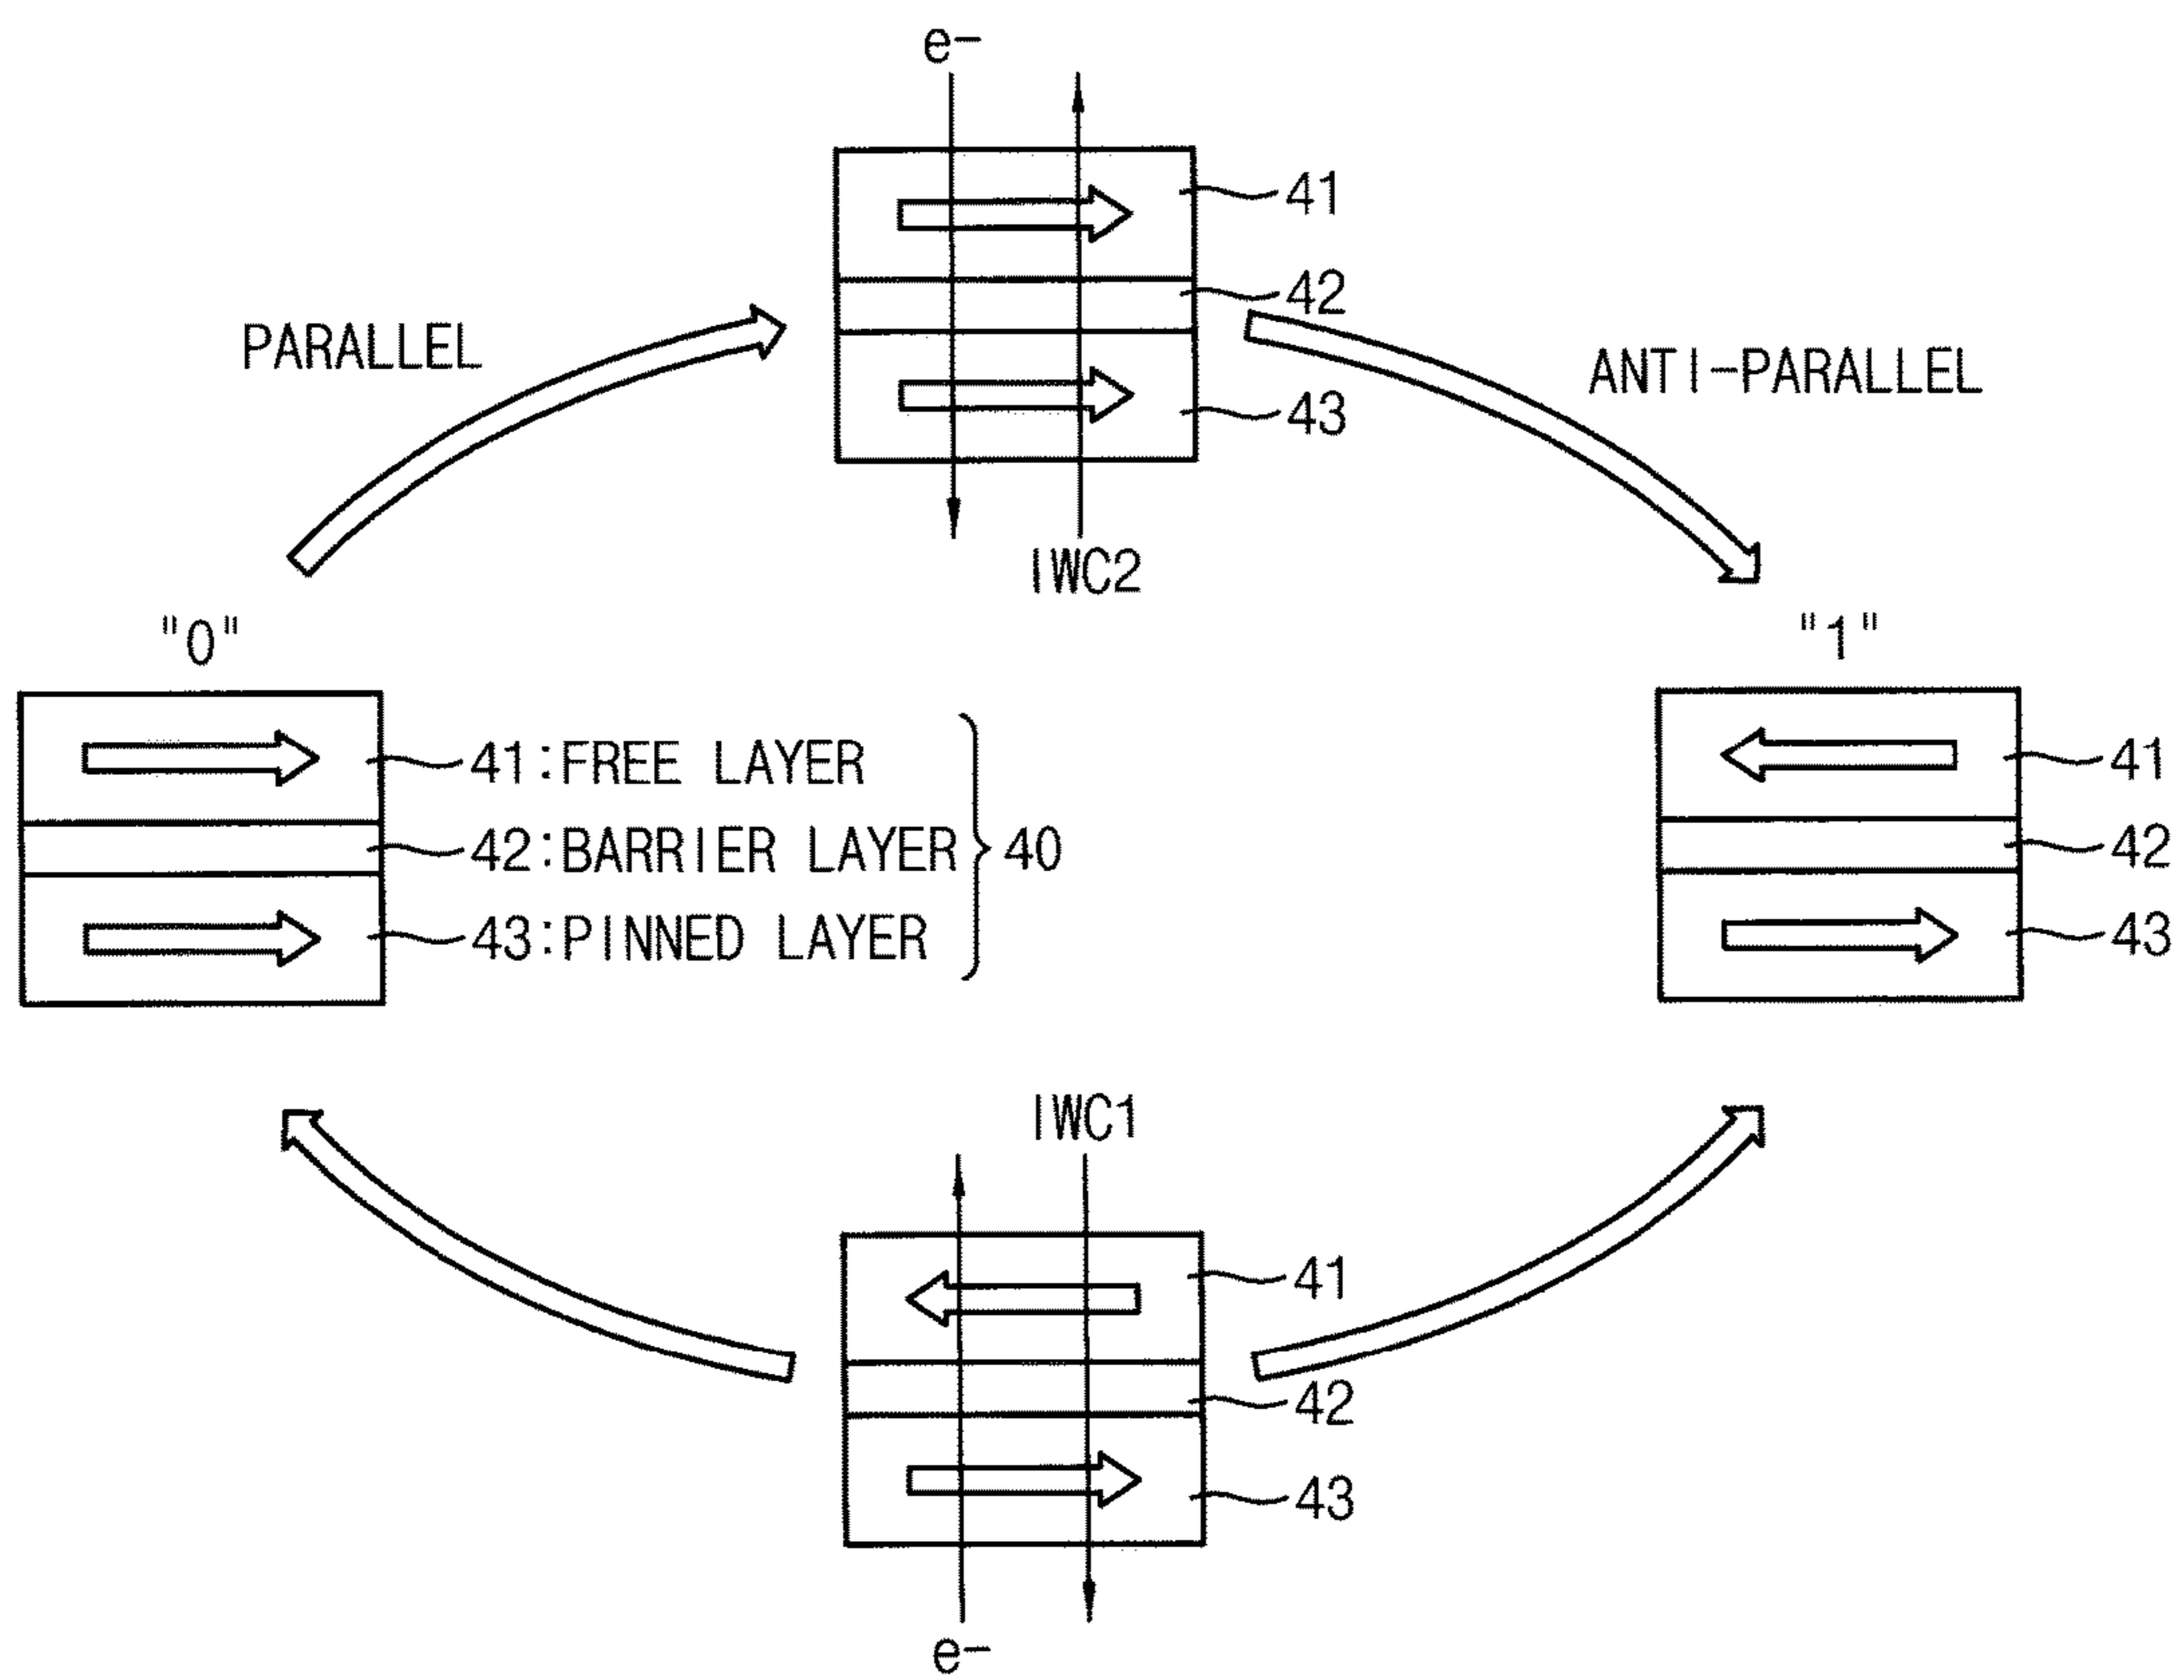 e-
41
42
43
PARALLEL
ANTI-PARALLEL
IWC2
"0"
"1"
41:FREE LAYER
42:BARRIER LAYER
43:PINNED LAYER
40
41
42
43
IWC1
41
42
43
e-